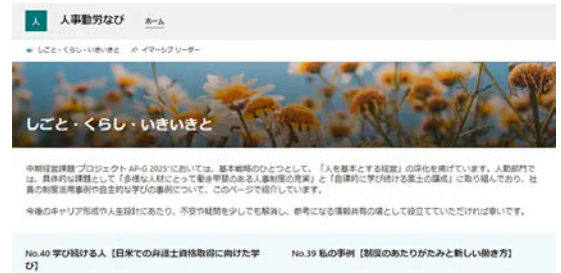 人 人事勤労なび ホーム
しごと・くらし・いきいきと イマーシブ リーダー
しごと・くらし・いきいきと
中期経営課題"プロジェクト AP-G 2025"においては、基本戦略のひとつとして、「人を基本とする経営」の深化を掲げています。人勤部門で
は、具体的な課題として「多様な人材にとって働き甲斐のある人事制度の充実」と「自律的に学び続ける風土の醸成」に取り組んでおり、社
員の制度活用事例や自主的な学びの事例について、このページで紹介しています。
今後のキャリア形成や人生設計にあたり、不安や疑問を少しでも解消し、参考になる情報共有の場として役立てていただければ幸いです。
No.40 学び続ける人【日米での弁護士資格取得に向けた学
び】
No.39 私の事例【制度のありがたみと新しい働き方】